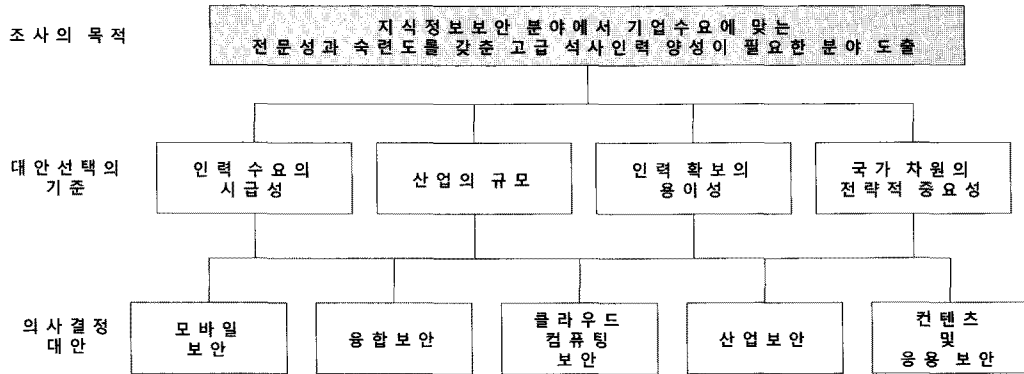 조사의 목적
지식정보보안 분야에서 기업수요에 맞는
전문성과 숙련도를 갖춘 고급 석사인력 양성이 필요한 분야 도출
대안선택의
기준
인력 수요의
시급성
산업의 규모
인력 확보의
용이성
국가 차원의
전략적 중요성
의사결정
대안
모바일
보안
융합보안
클라우드
컴퓨팅
보안
산업보안
컨텐츠
및
응용 보안